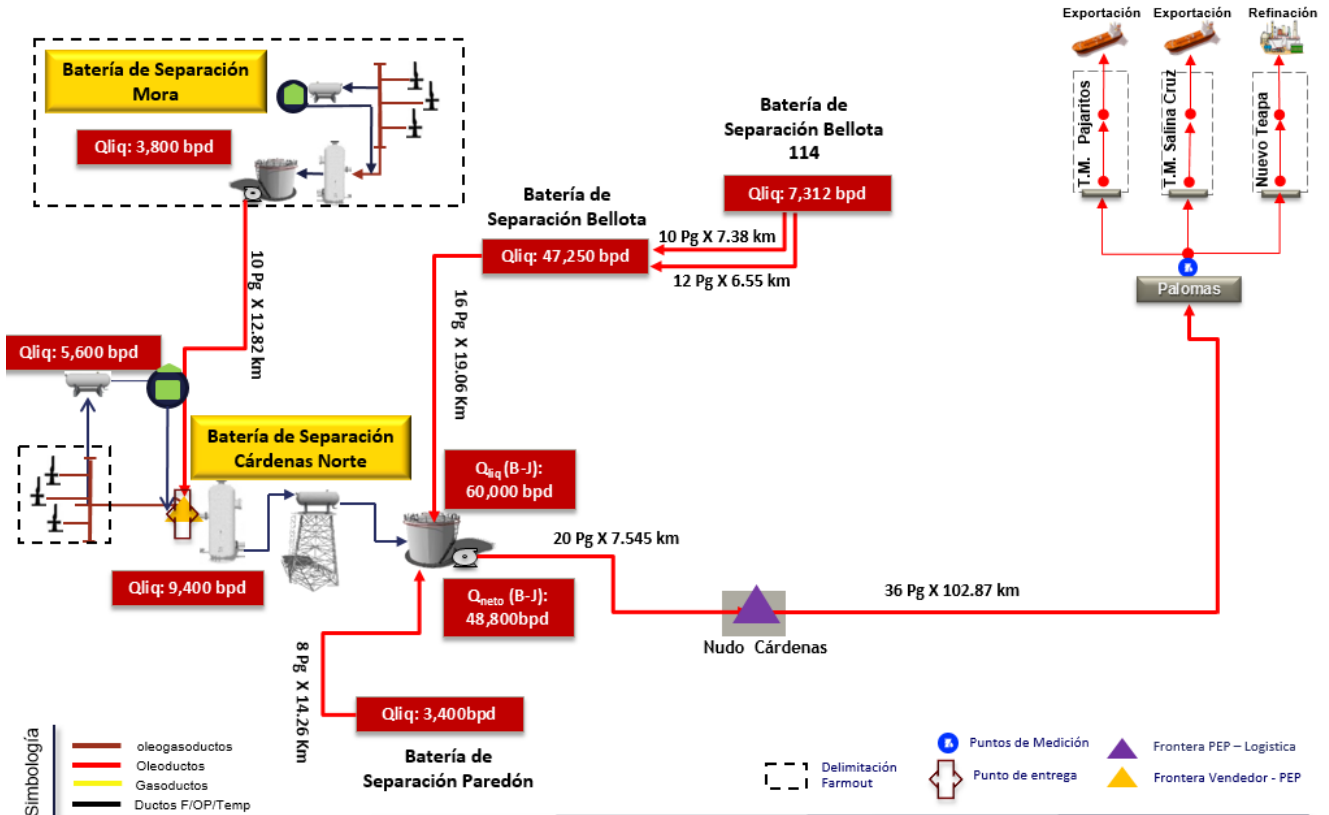 Exportación
Exportación
Refinación
T.M. Pajaritos
T.M. Salina Cruz
Nuevo Teapa
Palomas
Batería de Separación
Mora
Qliq: 3,800 bpd
10 Pg X 12.82 km
Batería de
Separación Bellota
114
Qliq: 7,312 bpd
10 Pg X 7.38 km
12 Pg X 6.55 km
Batería de
Separación Bellota
Qliq: 47,250 bpd
16 Pg X 19.06 Km
Qliq: 5,600 bpd
Batería de Separación
Cárdenas Norte
Qliq: 9,400 bpd
Qliq (B-J):
60,000 bpd
Qneto (B-J):
48,800bpd
20 Pg X 7.545 km
Nudo Cárdenas
36 Pg X 102.87 km
8 Pg X 14.26 Km
Qliq: 3,400bpd
Batería de
Separación Paredón
Simbología
oleogasoductos
Oleoductos
Gasoductos
Ductos F/OP/Temp
Delimitación
Farmout
Puntos de Medición
Punto de entrega
Frontera PEP – Logistica
Frontera Vendedor - PEP